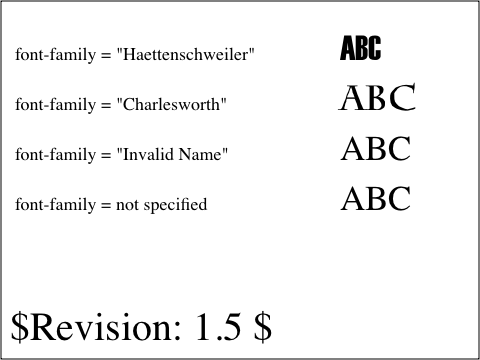 font-family = "Haettenschweiler" ABC
font-family = "Charlesworth" ABC
font-family = "Invalid Name" ABC
font-family = not specified ABC
$Revision: 1.5 $